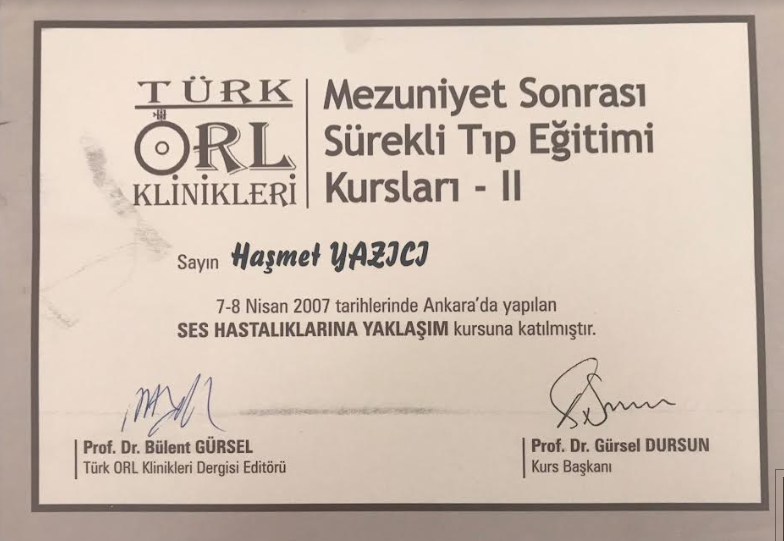 TÜRK
ORL
KLİNİKLERİ
Mezuniyet Sonrası
Sürekli Tıp Eğitimi
Kursları - II
Sayın Haşmet YAZICI
7-8 Nisan 2007 tarihlerinde Ankara'da yapılan
SES HASTALIKLARINA YAKLAŞIM kursuna katılmıştır.
Prof. Dr. Bülent GÜRSEL
Türk ORL Klinikleri Dergisi Editörü
Prof. Dr. Gürsel DURSUN
Kurs Başkanı